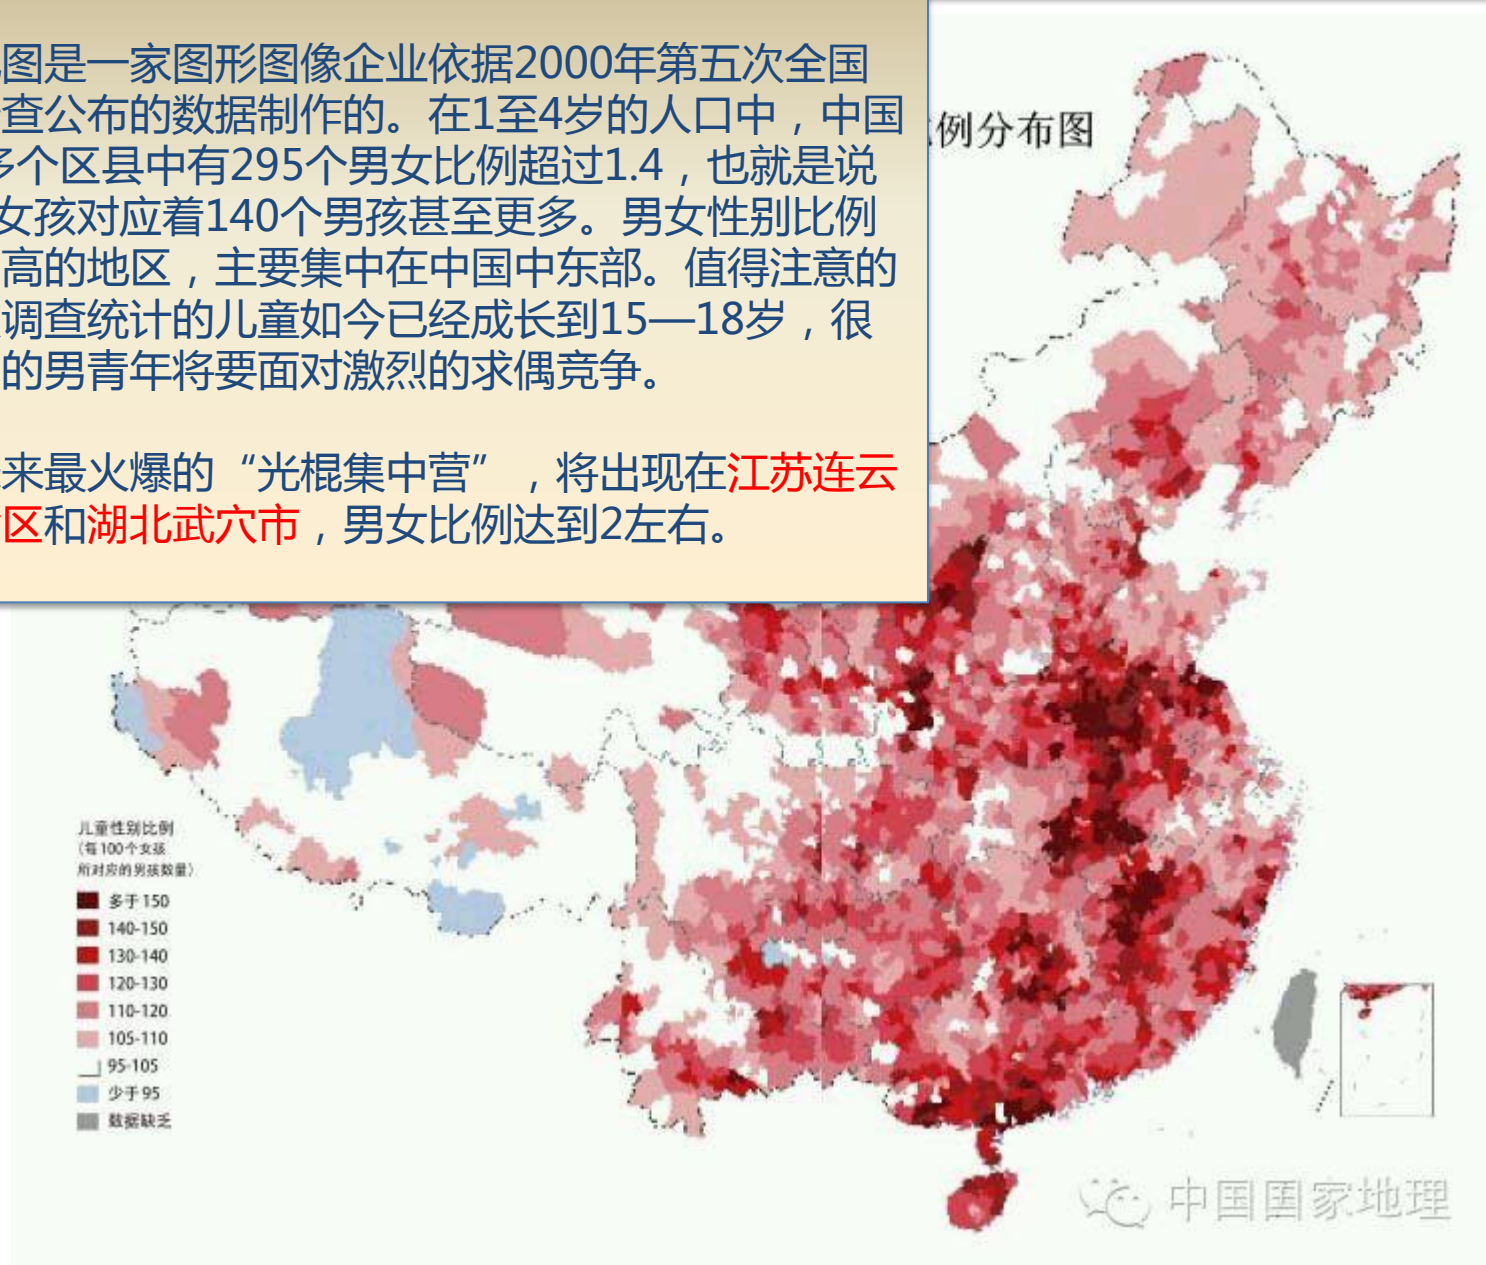 图是一家图形图像企业依据2000年第五次全国
查公布的数据制作的。在1至4岁的人口中，中国
多个区县中有295个男女比例超过1.4，也就是说
女孩对应着140个男孩甚至更多。男女性别比例
高的地区，主要集中在中国中东部。值得注意的
调查统计的儿童如今已经成长到15—18岁，很
的男青年将要面对激烈的求偶竞争。
来最火爆的“光棍集中营”，将出现在江苏连云
区和湖北武穴市，男女比例达到2左右。
例分布图
儿童性别比例
（每100个女孩
所对应的男孩数量）
多于150
140-150
130-140
120-130
110-120
105-110
95-105
少于95
数据缺乏
中国国家地理